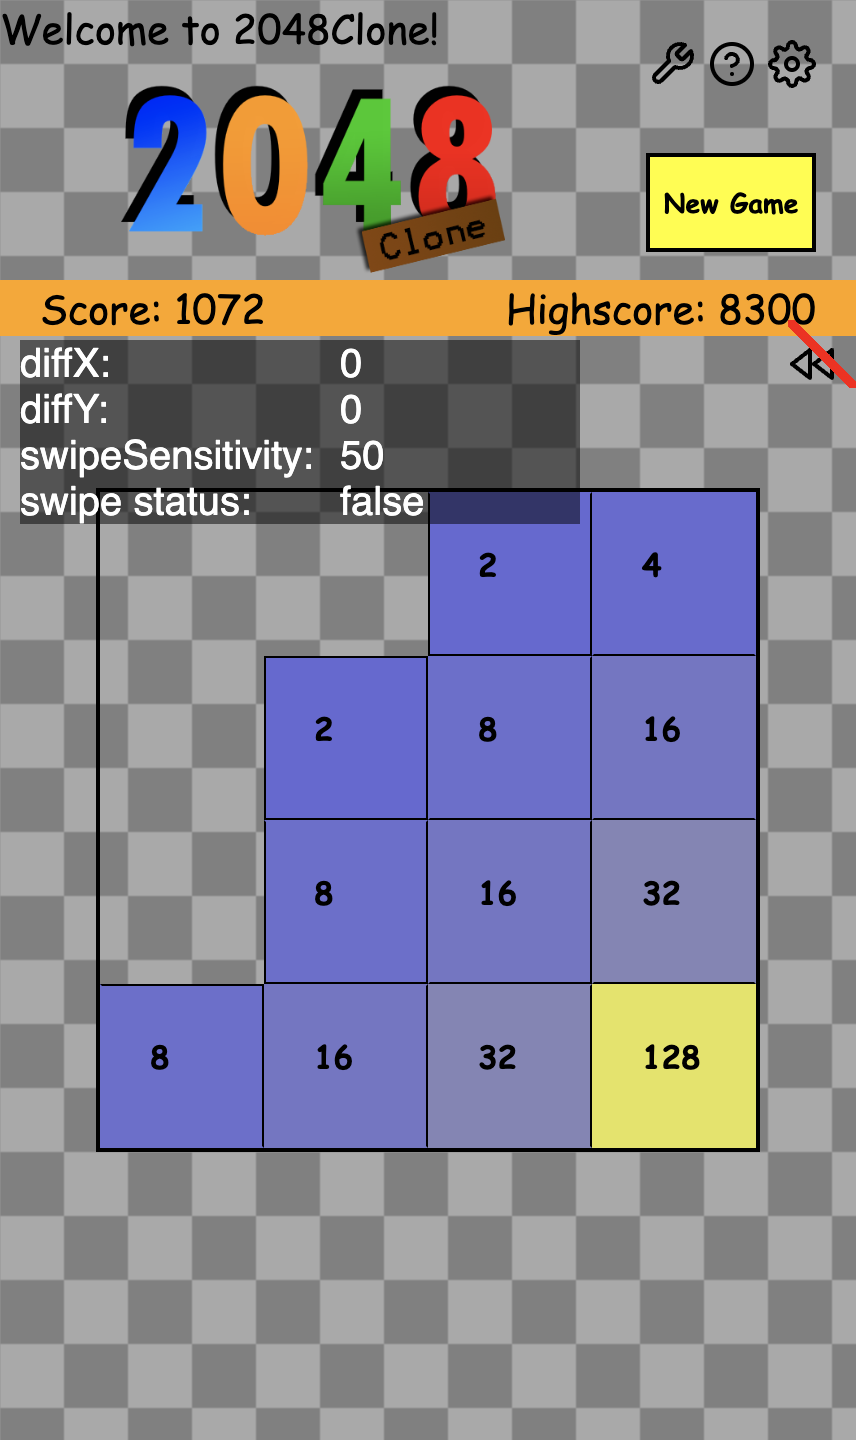 Welcome to 2048Clone!
2048
Clone
New Game
Score: 1072 Highscore: 8300
diffX: 0
diffY: 0
swipeSensitivity: 50
swipe status: false
2 4
2 8 16
8 16 32
8 16 32 128